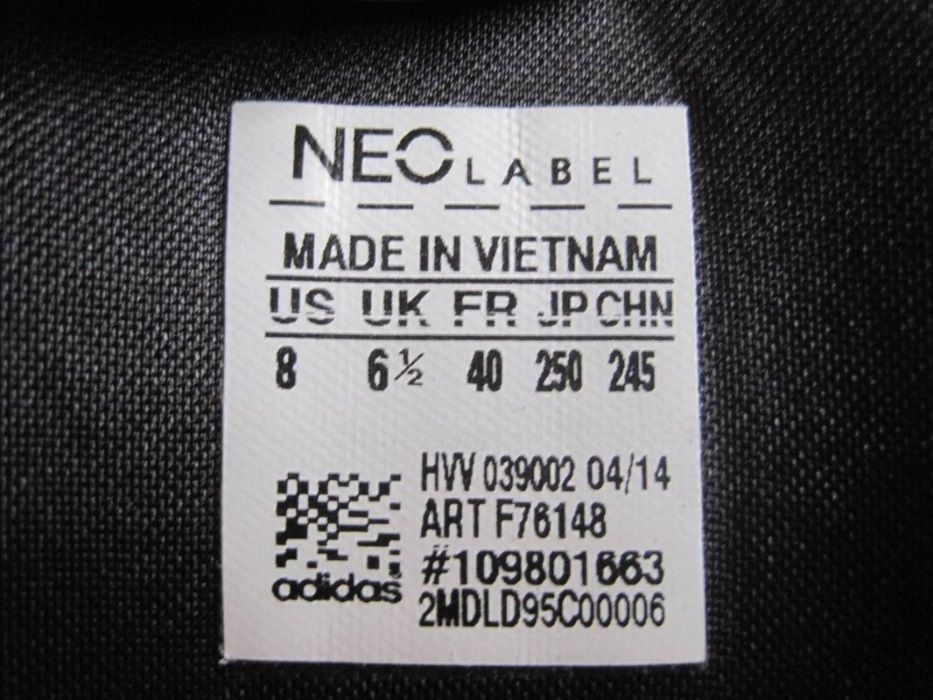 NEO LABEL
MADE IN VIETNAM
US UK FR JP CHN
8 6½ 40 250 245
HVV 039002 04/14
ART F76148
#109801663
adidas 2MDLD95C00006